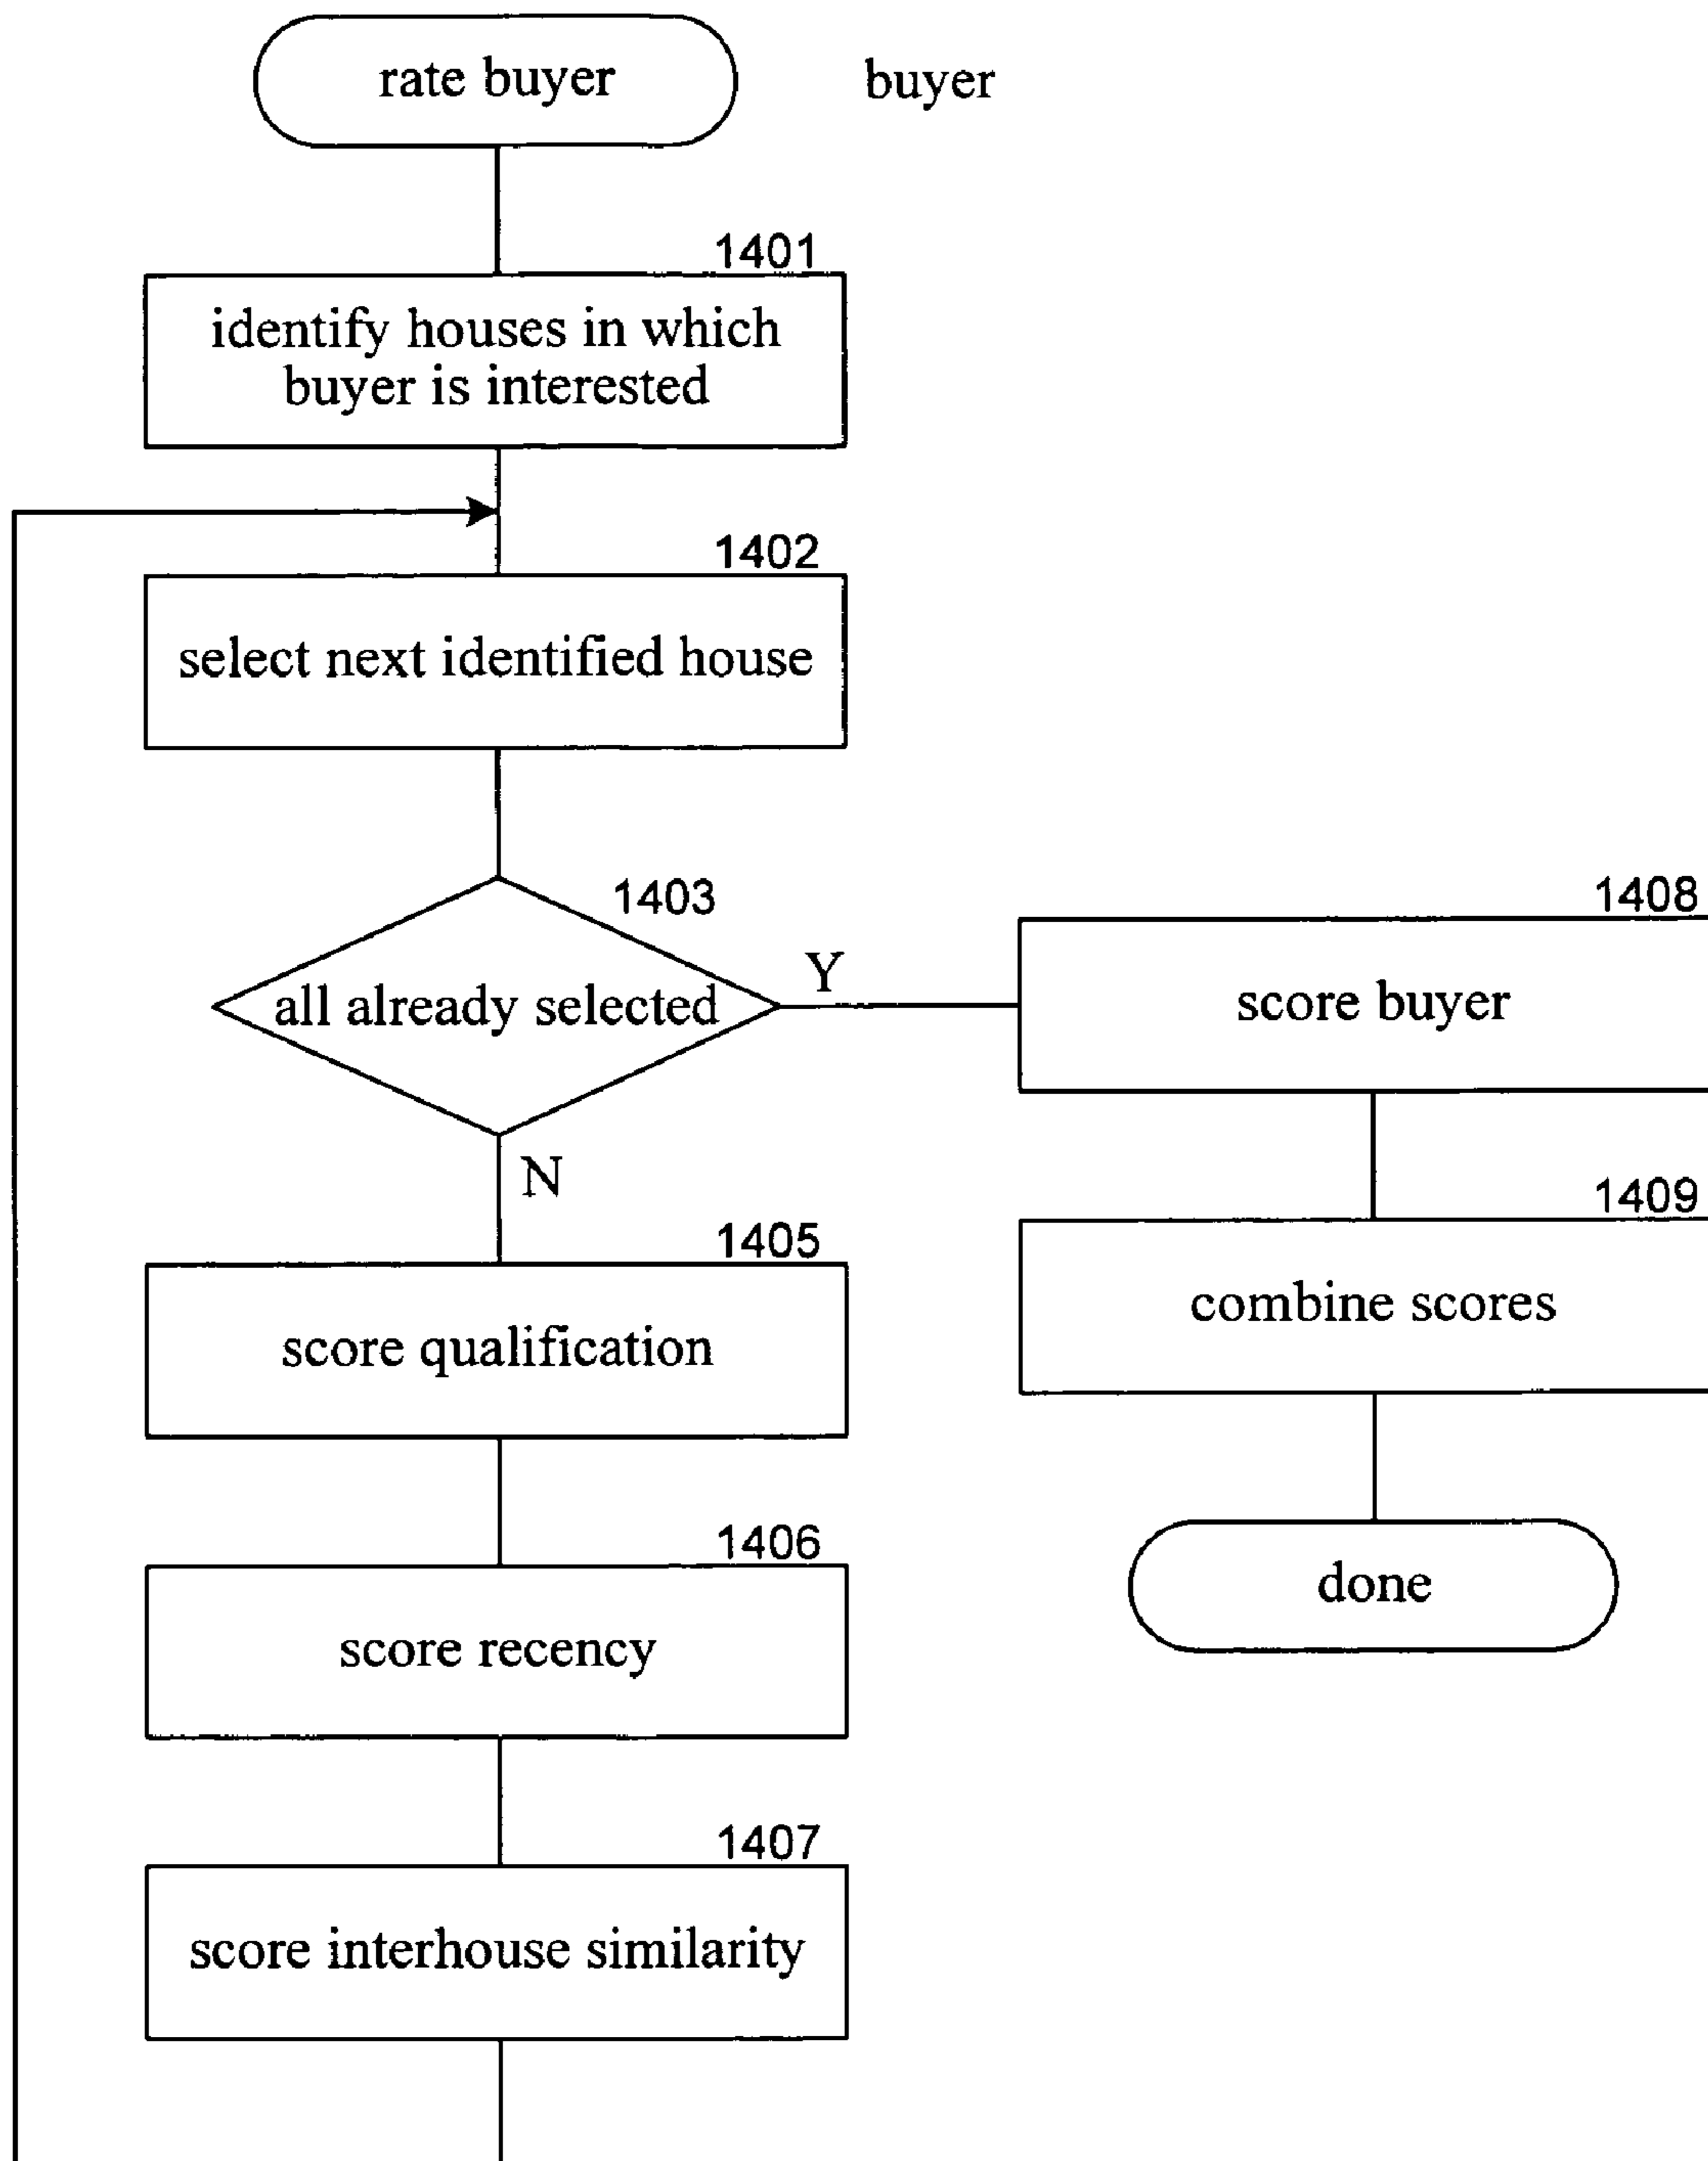 rate buyer
buyer
1401
identify houses in which
buyer is interested
1402
select next identified house
1403
all already selected
Y
N
1405
score qualification
1406
score recency
1407
score interhouse similarity
1408
score buyer
1409
combine scores
done